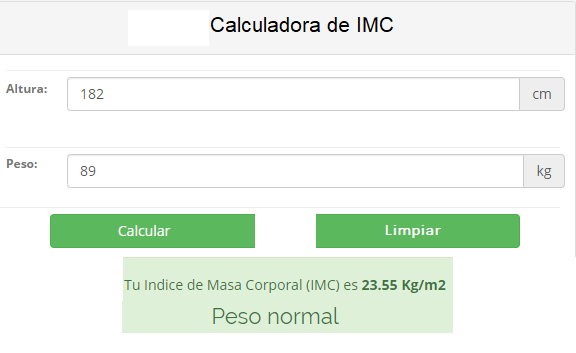 Calculadora de IMC
Altura: 182 cm
Peso: 89 kg
Calcular Limpiar
Tu Indice de Masa Corporal (IMC) es 23.55 Kg/m2
Peso normal